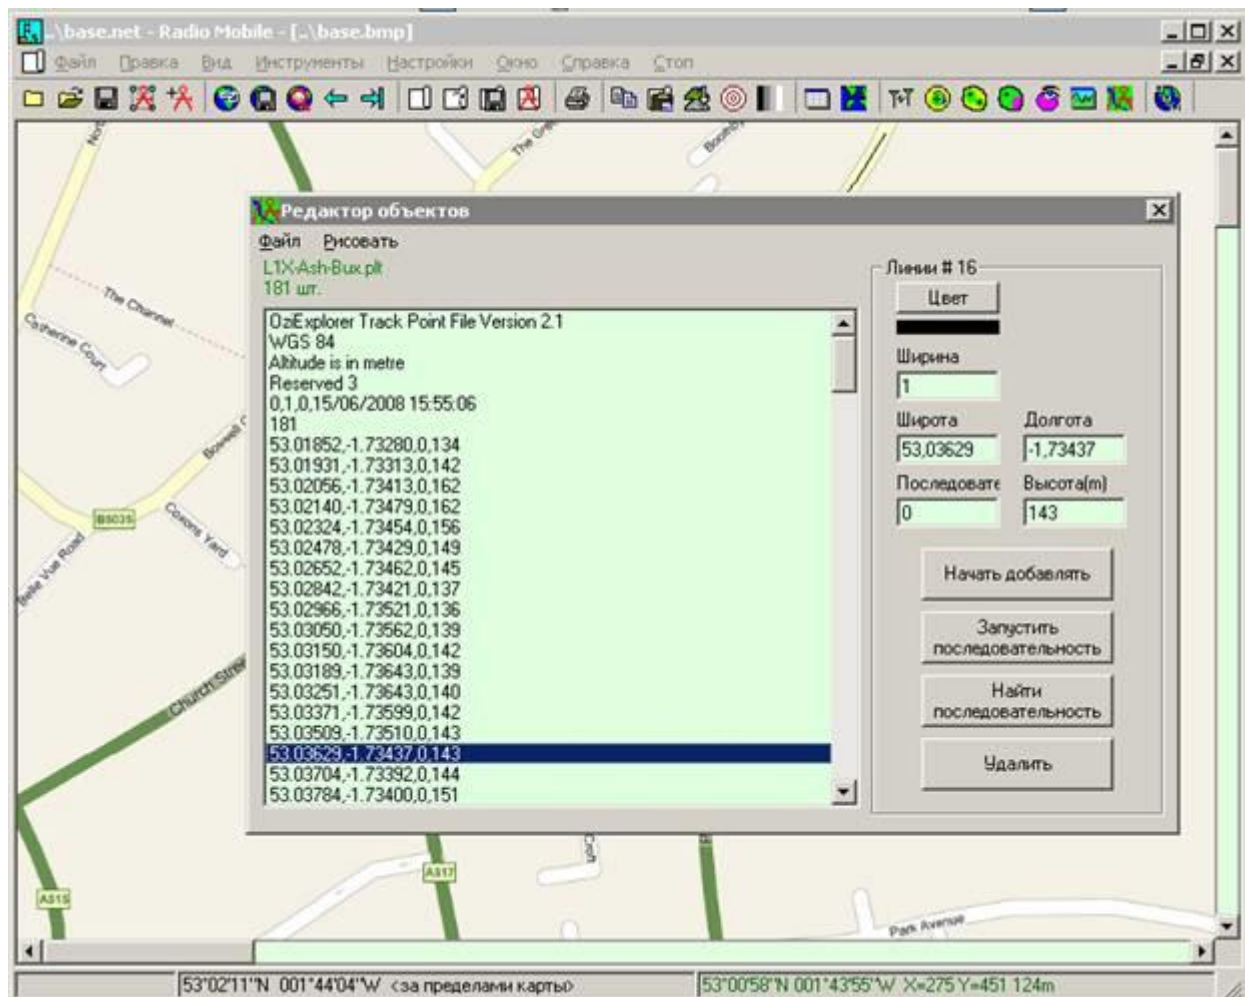 ..\base.net - Radio Mobile - [..\base.bmp]
Файл Правка Вид Инструменты Настройки Окно Справка Стоп
The Channel
Catherine Court
B5035
Coxons Yard
Belle Vue Road
Church Street
Редактор объектов
Файл Рисовать
L1X-Ash-Bux.plt
181 шт.
OziExplorer Track Point File Version 2.1
WGS 84
Altitude is in metre
Reserved 3
0,1,0,15/06/2008 15:55:06
181
53.01852,-1.73280,0,134
53.01931,-1.73313,0,142
53.02056,-1.73413,0,162
53.02140,-1.73479,0,162
53.02324,-1.73454,0,156
53.02478,-1.73429,0,149
53.02652,-1.73462,0,145
53.02842,-1.73421,0,137
53.02966,-1.73521,0,136
53.03050,-1.73562,0,139
53.03150,-1.73604,0,142
53.03189,-1.73643,0,139
53.03251,-1.73643,0,140
53.03371,-1.73599,0,142
53.03509,-1.73510,0,143
53.03629,-1.73437,0,143
53.03704,-1.73392,0,144
53.03784,-1.73400,0,151
Линии # 16
Цвет
Ширина
1
Широта Долгота
53,03629 -1,73437
Последовате Высота(m)
0 143
Начать добавлять
Запустить
последовательность
Найти
последовательность
Удалить
A517
Croft
A515
Park Avenue
53°02'11"N 001°44'04"W <за пределами карты> 53°00'58"N 001°43'55"W X=275 Y=451 124m